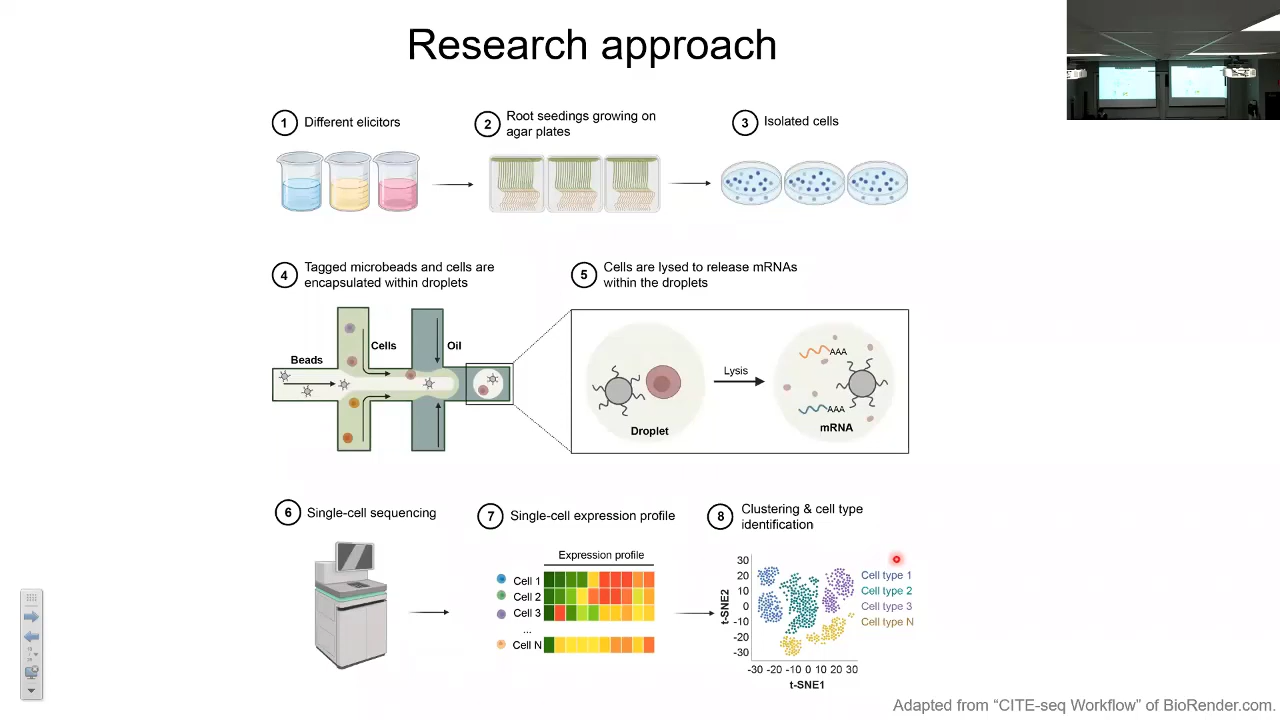 Research approach
1 Different elicitors
2 Root seedings growing on
agar plates
3 Isolated cells
4 Tagged microbeads and cells are
encapsulated within droplets
5 Cells are lysed to release mRNAs
within the droplets
Beads
Cells
Oil
Droplet
Lysis
AAA
AAA
mRNA
6 Single-cell sequencing
7 Single-cell expression profile
Expression profile
Cell 1
Cell 2
Cell 3
...
Cell N
8 Clustering & cell type
identification
30
20
10
0
-10
-20
-30
t-SNE2
-30 -20 -10 0 10 20 30
t-SNE1
Cell type 1
Cell type 2
Cell type 3
Cell type N
Adapted from “CITE-seq Workflow” of BioRender.com.